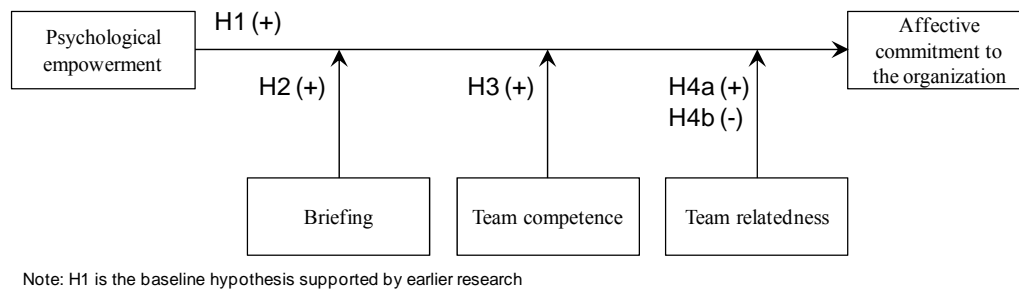 H1 (+)
Psychological
empowerment
Affective
commitment to
the organization
H2 (+)
H3 (+)
H4a (+)
H4b (-)
Briefing
Team competence
Team relatedness
Note: H1 is the baseline hypothesis supported by earlier research